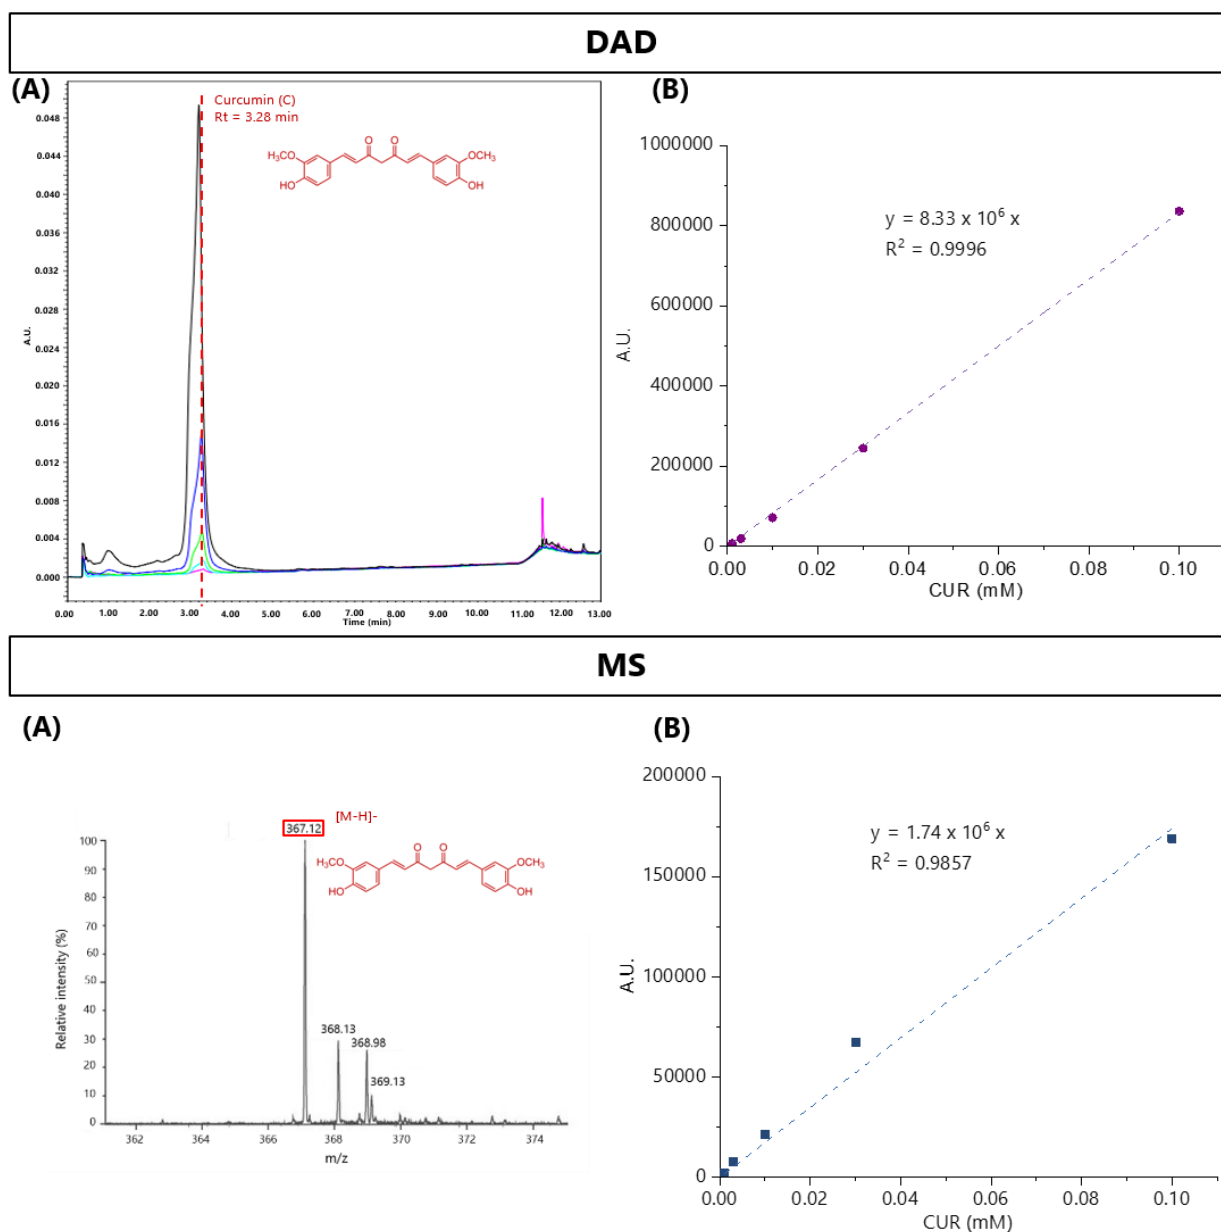 DAD
(A)
Curcumin (C)
Rt = 3.28 min
O O
H₃CO OCH₃
HO OH
0.048
0.044
0.040
0.036
0.032
0.028
0.024
0.020
0.016
0.012
0.008
0.004
0.000
A.U.
0.00 1.00 2.00 3.00 4.00 5.00 6.00 7.00 8.00 9.00 10.00 11.00 12.00 13.00
Time (min)
(B)
1000000
800000
600000
400000
200000
0
A.U.
y = 8.33 x 10⁶ x
R² = 0.9996
0.00 0.02 0.04 0.06 0.08 0.10
CUR (mM)
MS
(A)
[M-H]-
367.12
O O
H₃CO OCH₃
HO OH
100
90
80
70
60
50
40
30
20
10
0
Relative intensity (%)
368.13
368.98
369.13
362 364 366 368 370 372 374
m/z
(B)
200000
150000
100000
50000
0
A.U.
y = 1.74 x 10⁶ x
R² = 0.9857
0.00 0.02 0.04 0.06 0.08 0.10
CUR (mM)